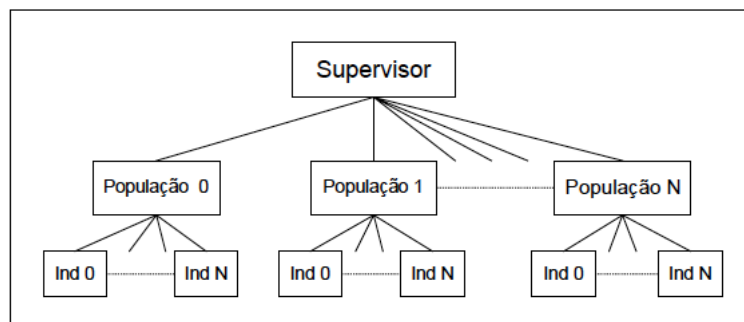 Supervisor
População 0
População 1
População N
Ind 0
Ind N
Ind 0
Ind N
Ind 0
Ind N